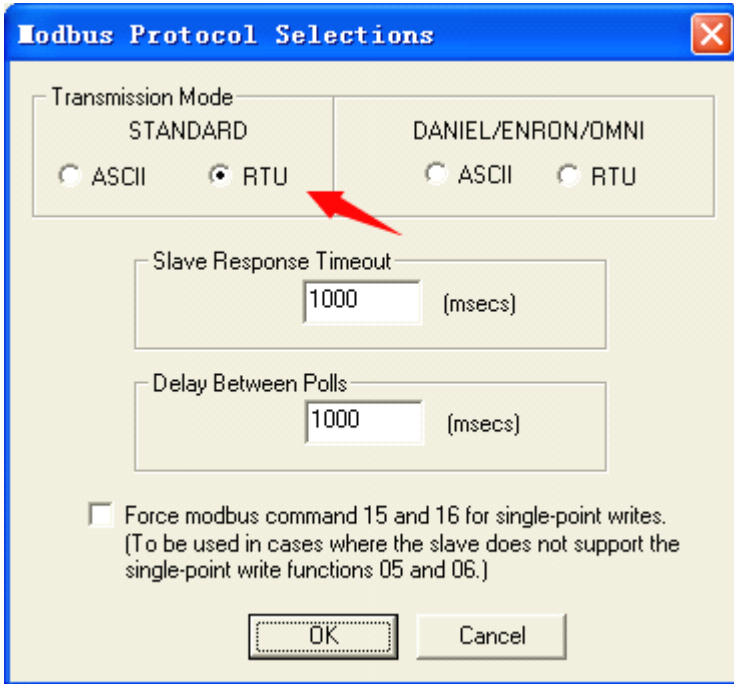 Modbus Protocol Selections
Transmission Mode
STANDARD
DANIEL/ENRON/OMNI
ASCII
RTU
ASCII
RTU
Slave Response Timeout
1000
(msecs)
Delay Between Polls
1000
(msecs)
Force modbus command 15 and 16 for single-point writes.
(To be used in cases where the slave does not support the
single-point write functions 05 and 06.)
OK
Cancel